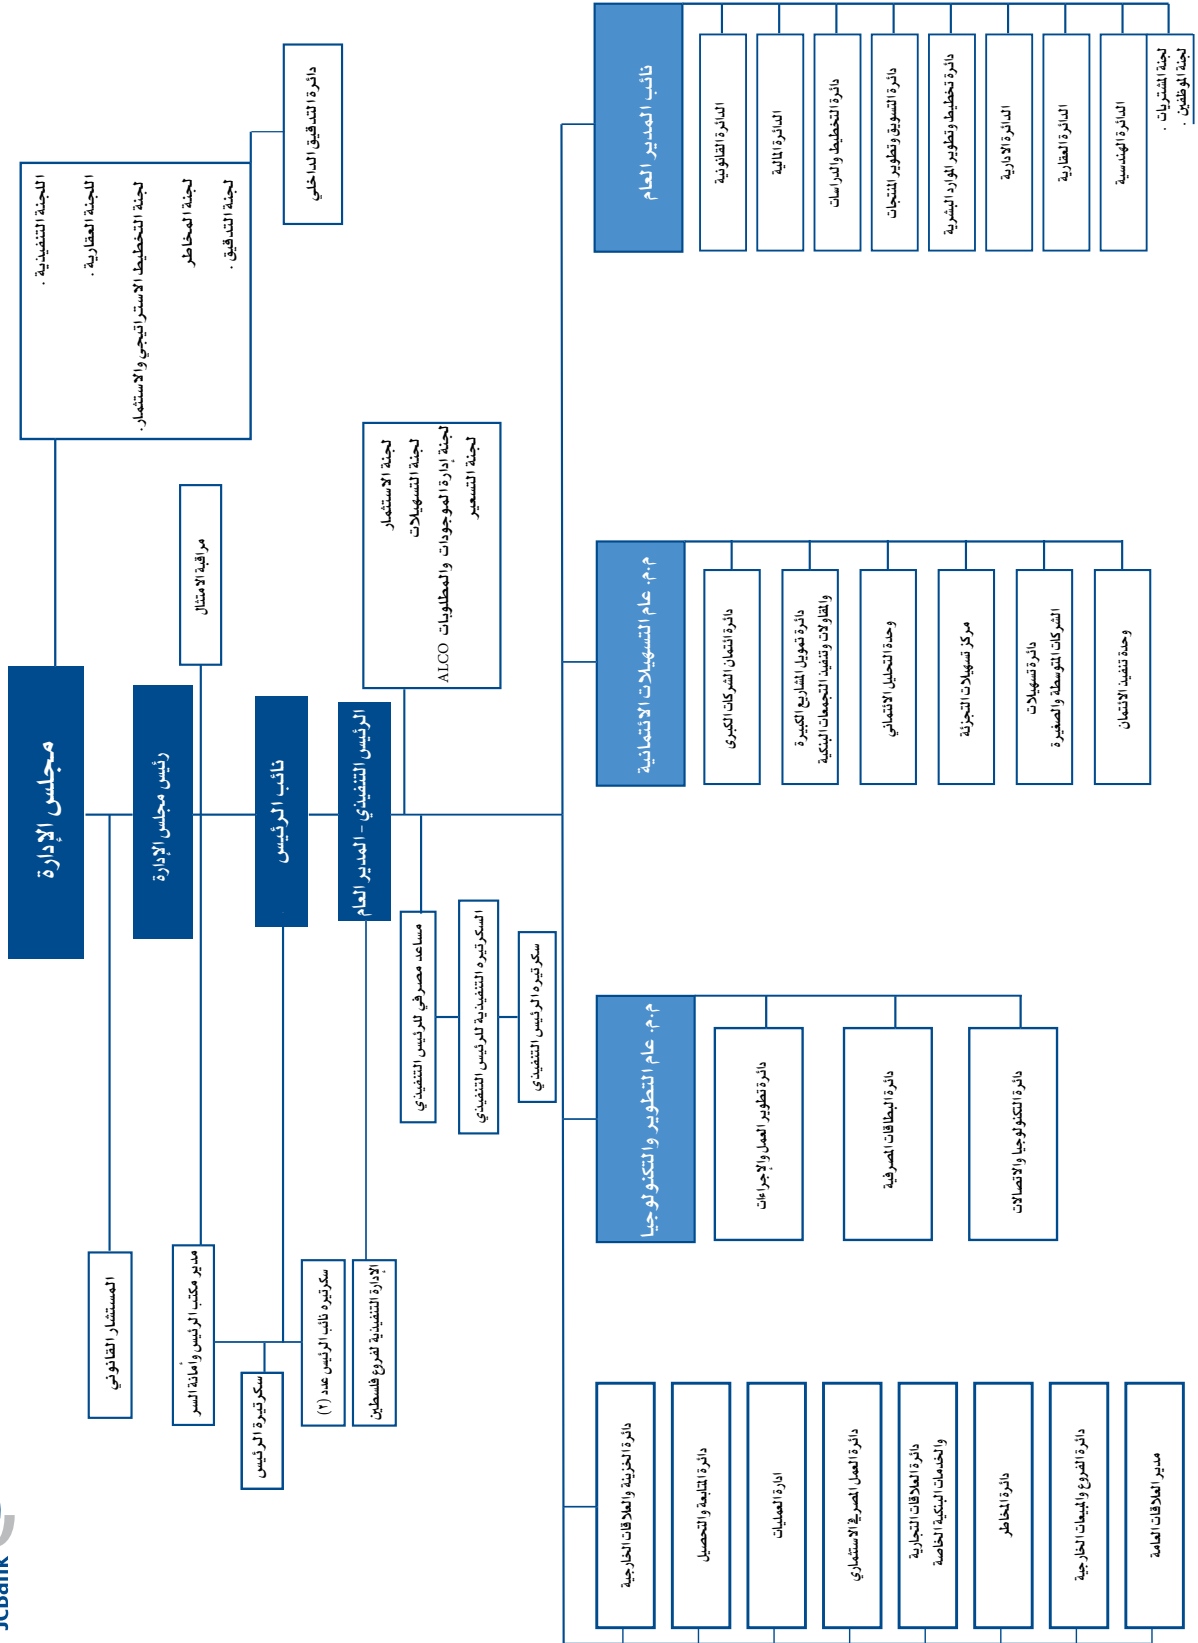 JCBank
مجلس الإدارة
اللجنة التنفيذية .
اللجنة العقارية .
لجنة التخطيط الاستراتيجي والاستثمار.
لجنة المخاطر
لجنة التدقيق .
دائرة التدقيق الداخلي
المستشار القانوني
رئيس مجلس الإدارة
مراقبة الامتثال
مدير مكتب الرئيس وأمانة السر
نائب الرئيس
سكرتيرة الرئيس
سكرتيره نائب الرئيس عدد (٢)
الرئيس التنفيذي - المدير العام
لجنة الاستثمار
لجنة التسهيلات
لجنة إدارة الموجودات والمطلوبات ALCO
لجنة التسعير
الإدارة التنفيذية لفروع فلسطين
مساعد مصرفي للرئيس التنفيذي
السكرتيره التنفيذية للرئيس التنفيذي
سكرتيره الرئيس التنفيذي
نائب المدير العام
الدائرة القانونية
الدائرة المالية
دائرة التخطيط والدراسات
دائرة التسويق وتطوير المنتجات
دائرة تخطيط وتطوير الموارد البشرية
الدائرة الادارية
الدائرة العقارية
الدائرة الهندسية
لجنة المشتريات .
لجنة الموظفين .
م.م. عام التسهيلات الائتمانية
دائرة ائتمان الشركات الكبرى
دائرة تمويل المشاريع الكبيرة
والمقاولات وتنفيذ التجمعات البنكية
وحدة التحليل الائتماني
مركز تسهيلات التجزئة
دائرة تسهيلات
الشركات المتوسطة والصغيرة
وحدة تنفيذ الائتمان
م.م. عام التطوير والتكنولوجيا
دائرة تطوير العمل والإجراءات
دائرة البطاقات المصرفية
دائرة التكنولوجيا والاتصالات
دائرة الخزينة والعلاقات الخارجية
دائرة المتابعة والتحصيل
ادارة العمليات
دائرة العمل المصرفي الاستثماري
دائرة العلاقات التجارية
والخدمات البنكية الخاصة
دائرة المخاطر
دائرة الفروع والمبيعات الخارجية
مدير العلاقات العامة